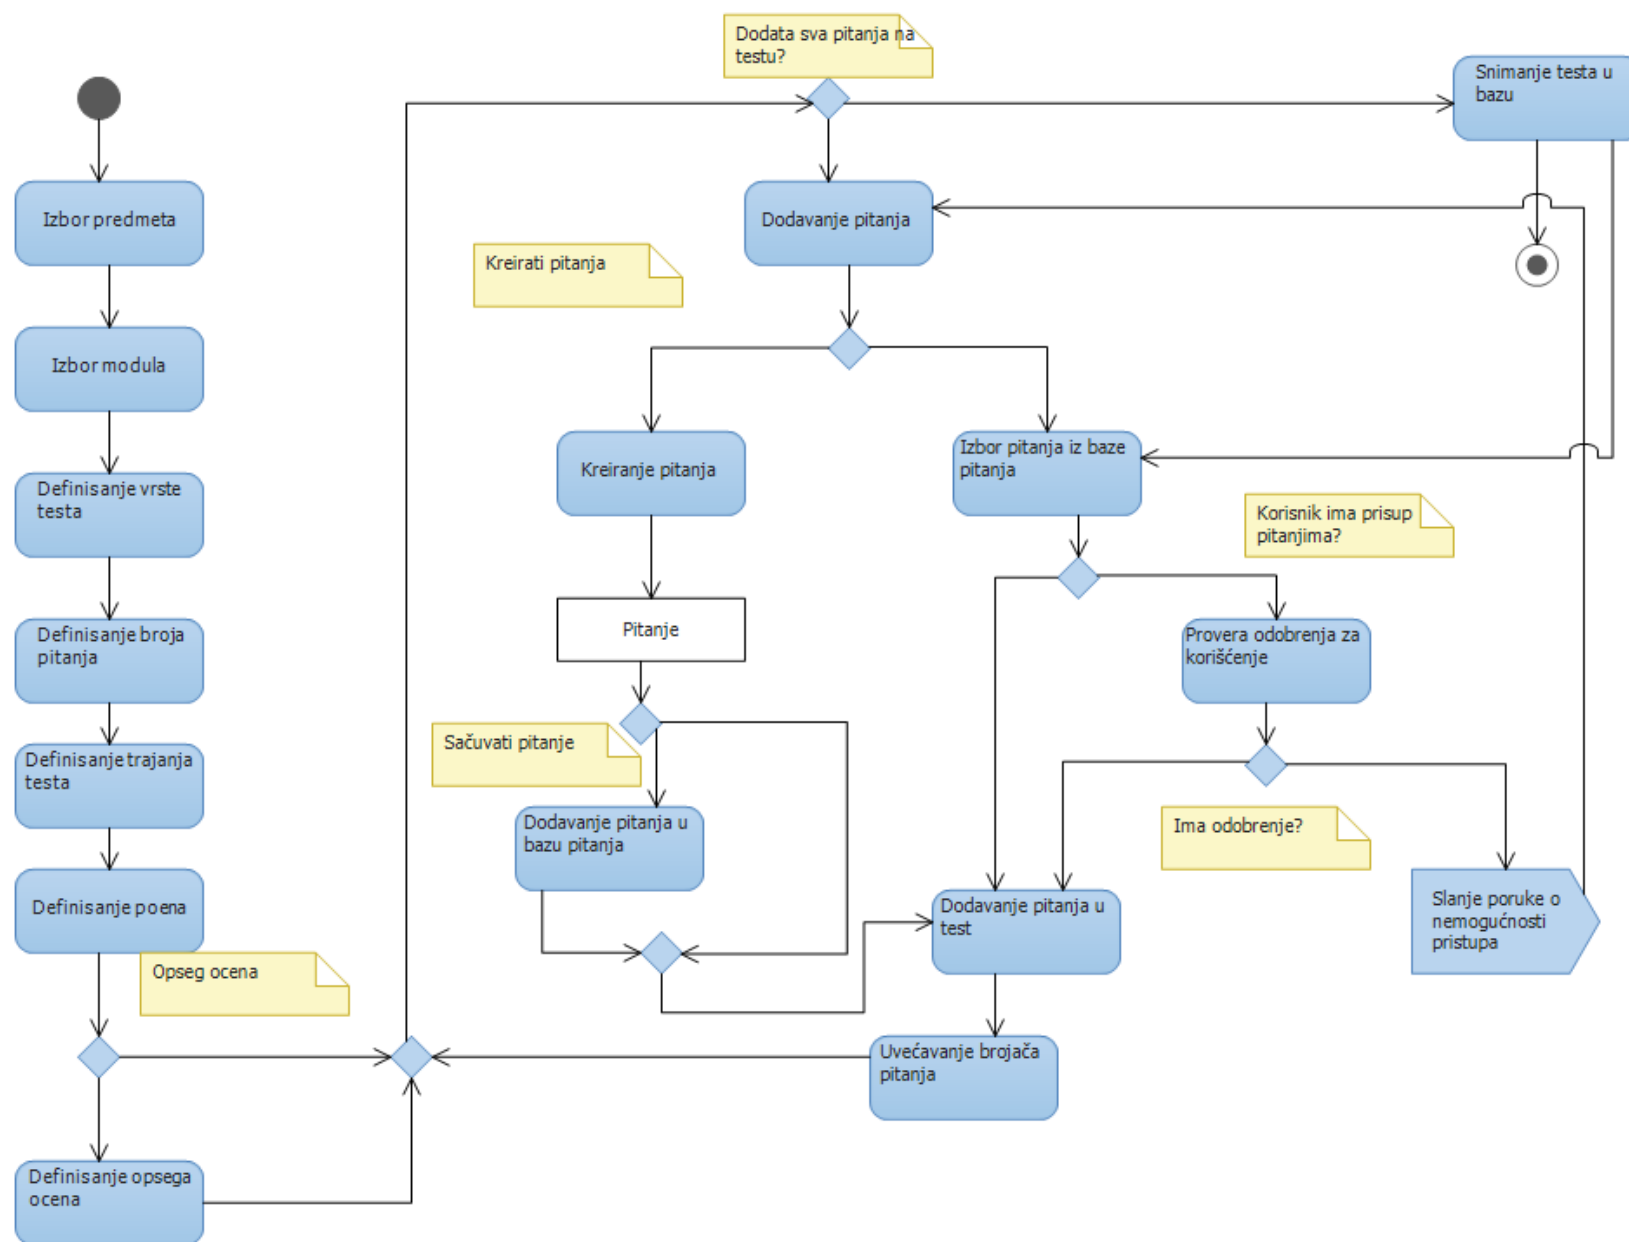 Dodata sva pitanja na
testu?
Snimanje testa u
bazu
Izbor predmeta
Dodavanje pitanja
Kreirati pitanja
Izbor modula
Kreiranje pitanja
Izbor pitanja iz baze
pitanja
Definisanje vrste
testa
Korisnik ima prisup
pitanjima?
Definisanje broja
pitanja
Pitanje
Provera odobrenja za
korišćenje
Sačuvati pitanje
Definisanje trajanja
testa
Dodavanje pitanja u
bazu pitanja
Ima odobrenje?
Definisanje poena
Dodavanje pitanja u
test
Slanje poruke o
nemogućnosti
pristupa
Opseg ocena
Uvećavanje brojača
pitanja
Definisanje opsega
ocena